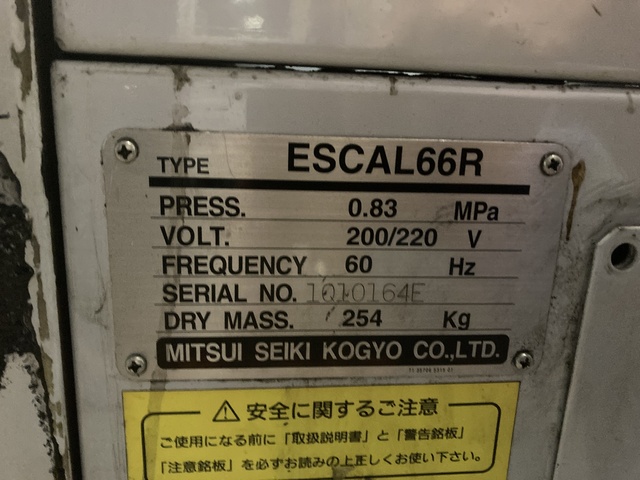 TYPE ESCAL66R
PRESS. 0.83 MPa
VOLT. 200/220 V
FREQUENCY 60 Hz
SERIAL NO. 1010164E
DRY MASS. 254 Kg
MITSUI SEIKI KOGYO CO.,LTD.
安全に関するご注意
ご使用になる前に「取扱説明書」と「警告銘板」
「注意銘板」を必ずお読みの上正しくお使い下さい。